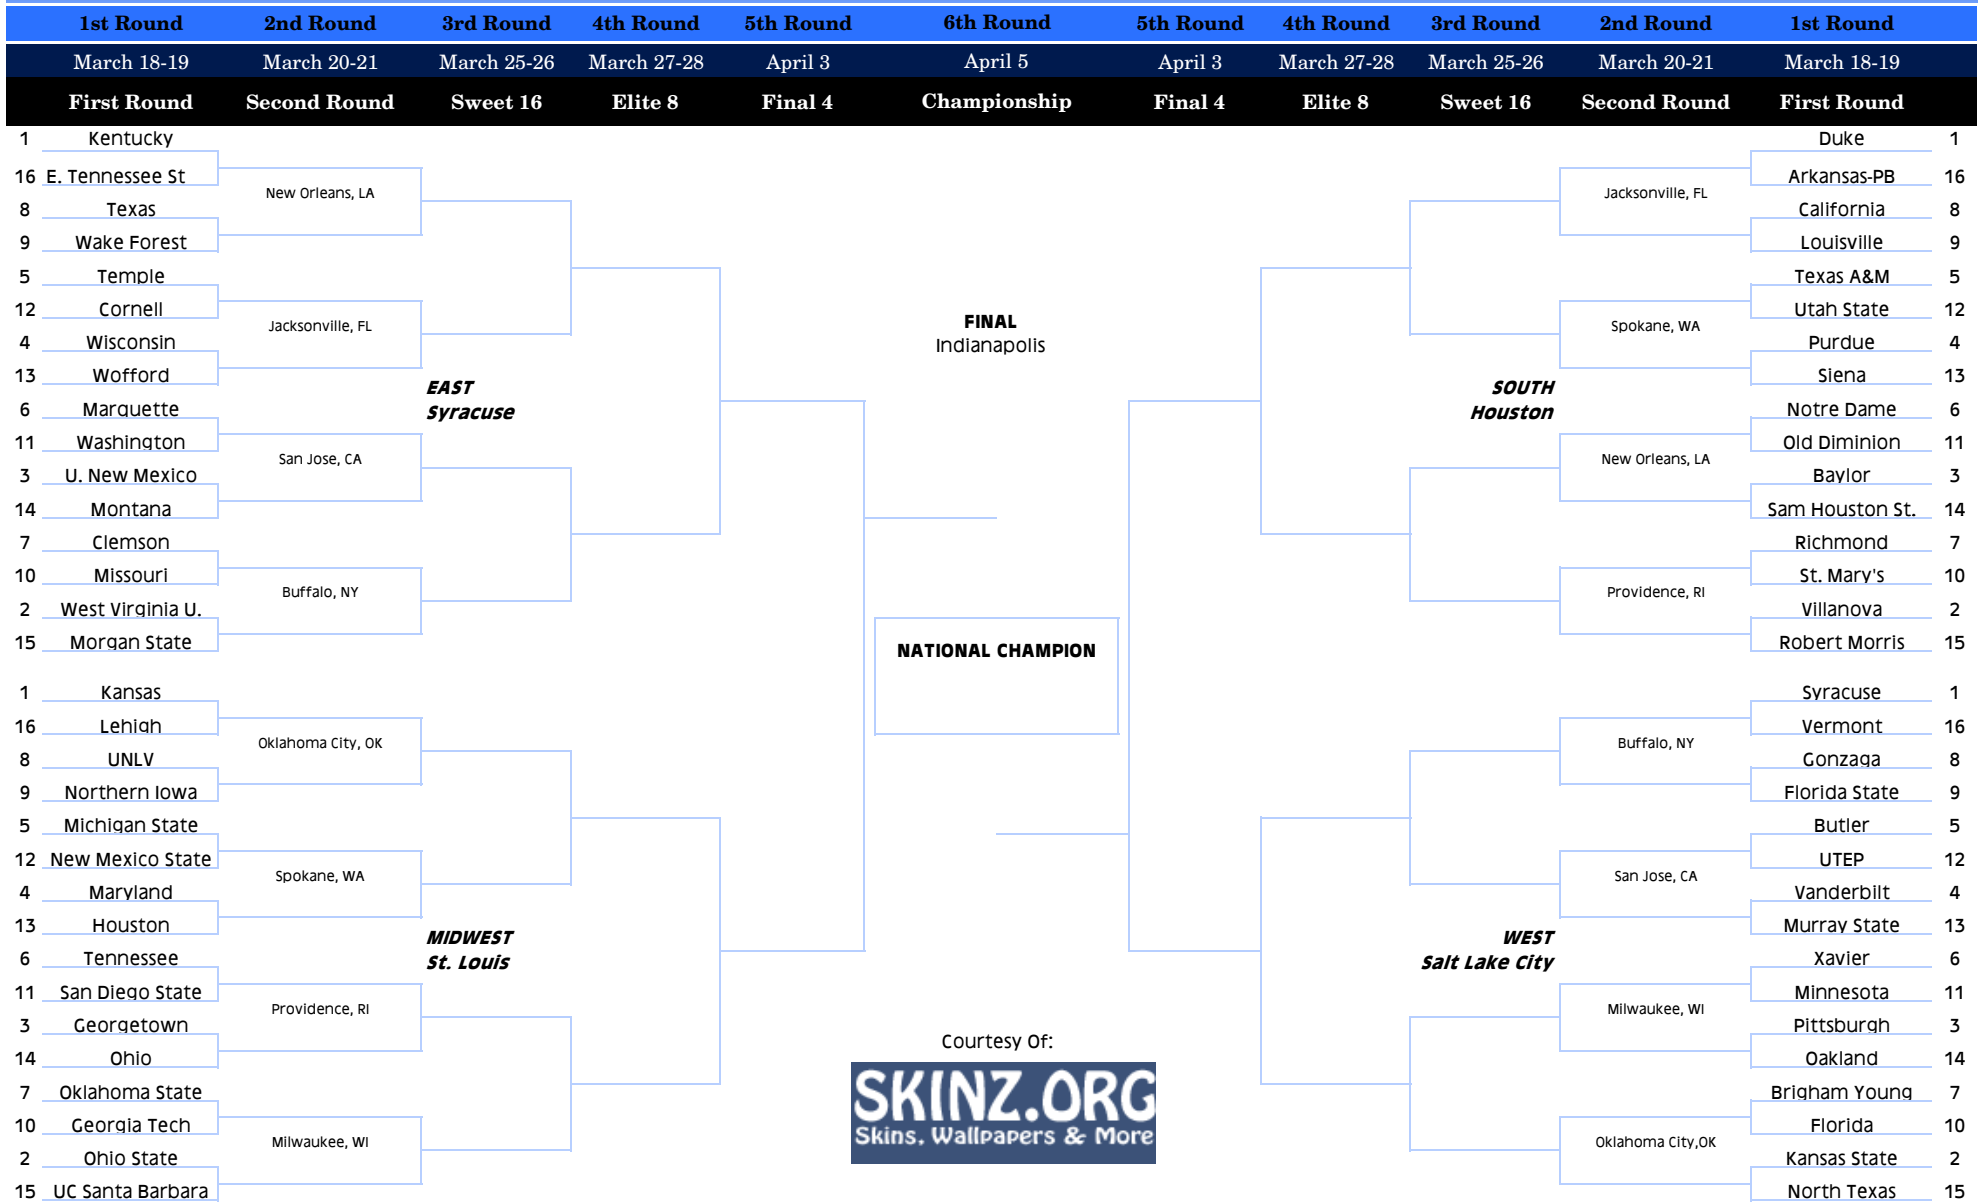 1st Round 2nd Round 3rd Round 4th Round 5th Round 6th Round 5th Round 4th Round 3rd Round 2nd Round 1st Round
March 18-19 March 20-21 March 25-26 March 27-28 April 3 April 5 April 3 March 27-28 March 25-26 March 20-21 March 18-19
First Round Second Round Sweet 16 Elite 8 Final 4 Championship Final 4 Elite 8 Sweet 16 Second Round First Round
1 Kentucky
16 E. Tennessee St
New Orleans, LA
8 Texas
9 Wake Forest
5 Temple
12 Cornell
Jacksonville, FL
4 Wisconsin
13 Wofford
EAST
Syracuse
6 Marquette
11 Washington
San Jose, CA
3 U. New Mexico
14 Montana
7 Clemson
10 Missouri
Buffalo, NY
2 West Virginia U.
15 Morgan State
1 Kansas
16 Lehigh
Oklahoma City, OK
8 UNLV
9 Northern Iowa
5 Michigan State
12 New Mexico State
Spokane, WA
4 Maryland
13 Houston
MIDWEST
St. Louis
6 Tennessee
11 San Diego State
Providence, RI
3 Georgetown
14 Ohio
7 Oklahoma State
10 Georgia Tech
Milwaukee, WI
2 Ohio State
15 UC Santa Barbara
FINAL
Indianapolis
NATIONAL CHAMPION
Courtesy Of:
SKINZ.ORG
Skins, Wallpapers & More
Duke 1
Arkansas-PB 16
Jacksonville, FL
California 8
Louisville 9
Texas A&M 5
Utah State 12
Spokane, WA
Purdue 4
Siena 13
SOUTH
Houston
Notre Dame 6
Old Diminion 11
New Orleans, LA
Baylor 3
Sam Houston St. 14
Richmond 7
St. Mary's 10
Providence, RI
Villanova 2
Robert Morris 15
Syracuse 1
Vermont 16
Buffalo, NY
Gonzaga 8
Florida State 9
Butler 5
UTEP 12
San Jose, CA
Vanderbilt 4
Murray State 13
WEST
Salt Lake City
Xavier 6
Minnesota 11
Milwaukee, WI
Pittsburgh 3
Oakland 14
Brigham Young 7
Florida 10
Oklahoma City,OK
Kansas State 2
North Texas 15